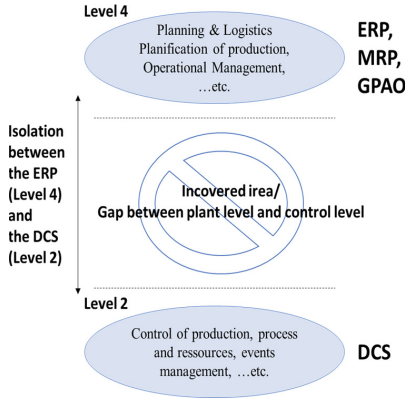 Level 4
Planning & Logistics
Planification of production,
Operational Management,
…etc.
ERP,
MRP,
GPAO
Isolation
between
the ERP
(Level 4)
and
the DCS
(Level 2)
Incovered irea/
Gap between plant level and control level
Level 2
Control of production, process
and ressources, events
management, …etc.
DCS